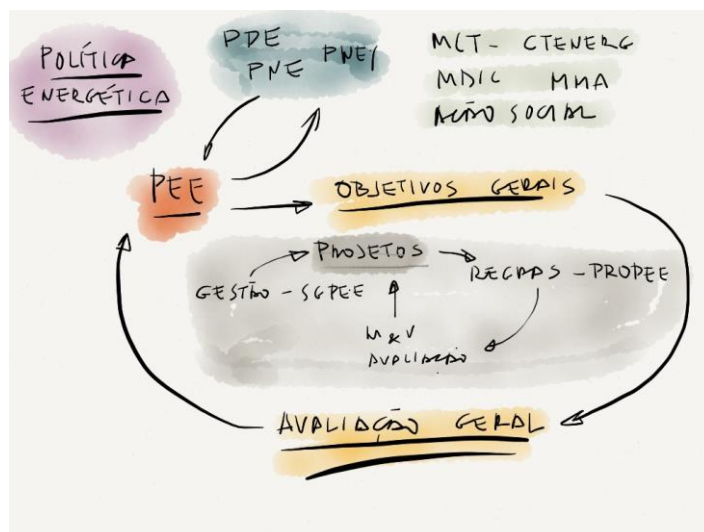 POLÍTICA
ENERGÉTICA
PDE
PNE PNEf
MCT - CTENERG
MDIC MMA
AÇÃO SOCIAL
PEE
OBJETIVOS GERAIS
PROJETOS
GESTÃO - SGPEE
REGRAS - PROPEE
M & V
AVALIAÇÃO
AVALIAÇÃO GERAL